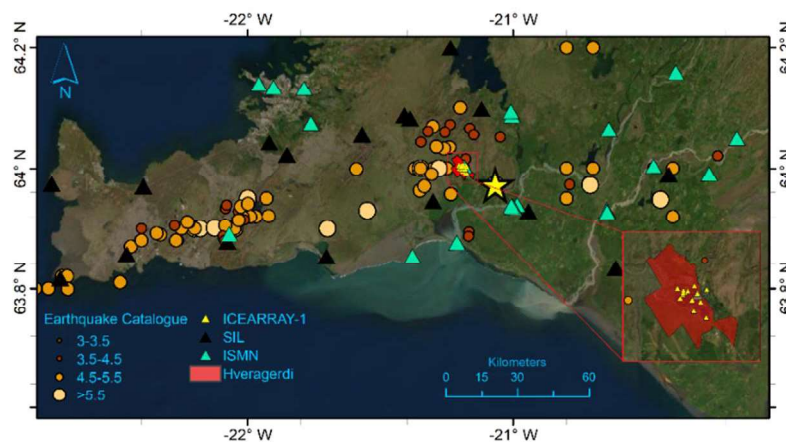 -22° W -21° W
64.2° N 64.2° N
N
64° N 64° N
63.8° N 63.8° N
Earthquake Catalogue
3-3.5
3.5-4.5
4.5-5.5
>5.5
ICEARRAY-1
SIL
ISMN
Hveragerdi
Kilometers
0 15 30 60
-22° W -21° W